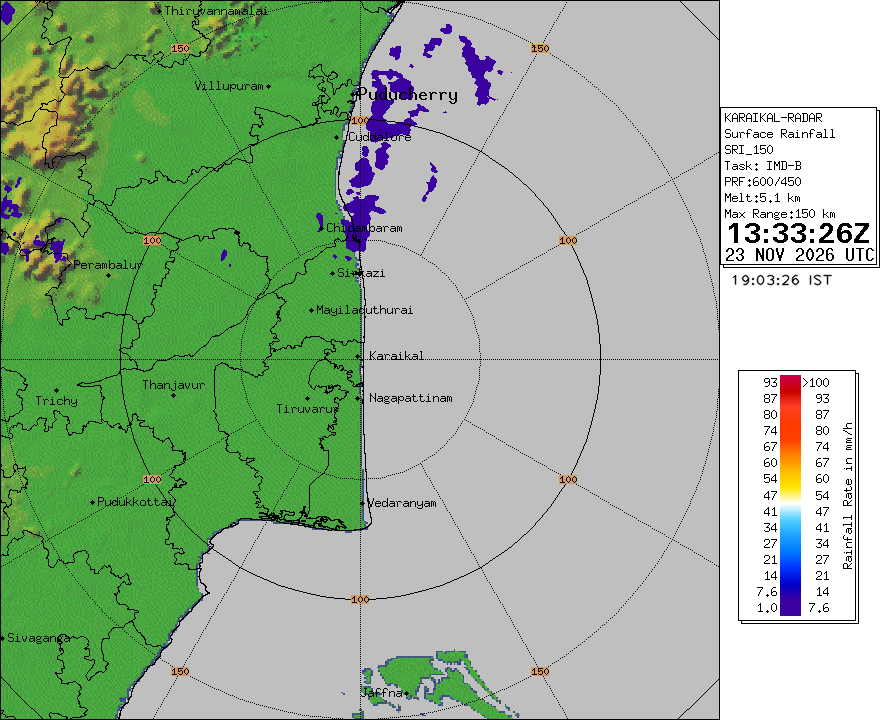 Thiruvannamalai
150
150
Villupuram
Puducherry
100
Cuddalore
Chidambaram
100
100
Perambalur
Sirkazi
Mayiladuthurai
Karaikal
Thanjavur
Trichy
Tiruvarur
Nagapattinam
100
100
Pudukkottai
Vedaranyam
100
Sivaganga
150
150
Jaffna
KARAIKAL-RADAR
Surface Rainfall
SRI_150
Task: IMD-B
PRF:600/450
Melt:5.1 km
Max Range:150 km
13:33:26Z
23 NOV 2026 UTC
19:03:26 IST
93 >100
87 93
80 87
74 80
67 74
60 67
54 60
47 54
41 47
34 41
27 34
21 27
14 21
7.6 14
1.0 7.6
Rainfall Rate in mm/h